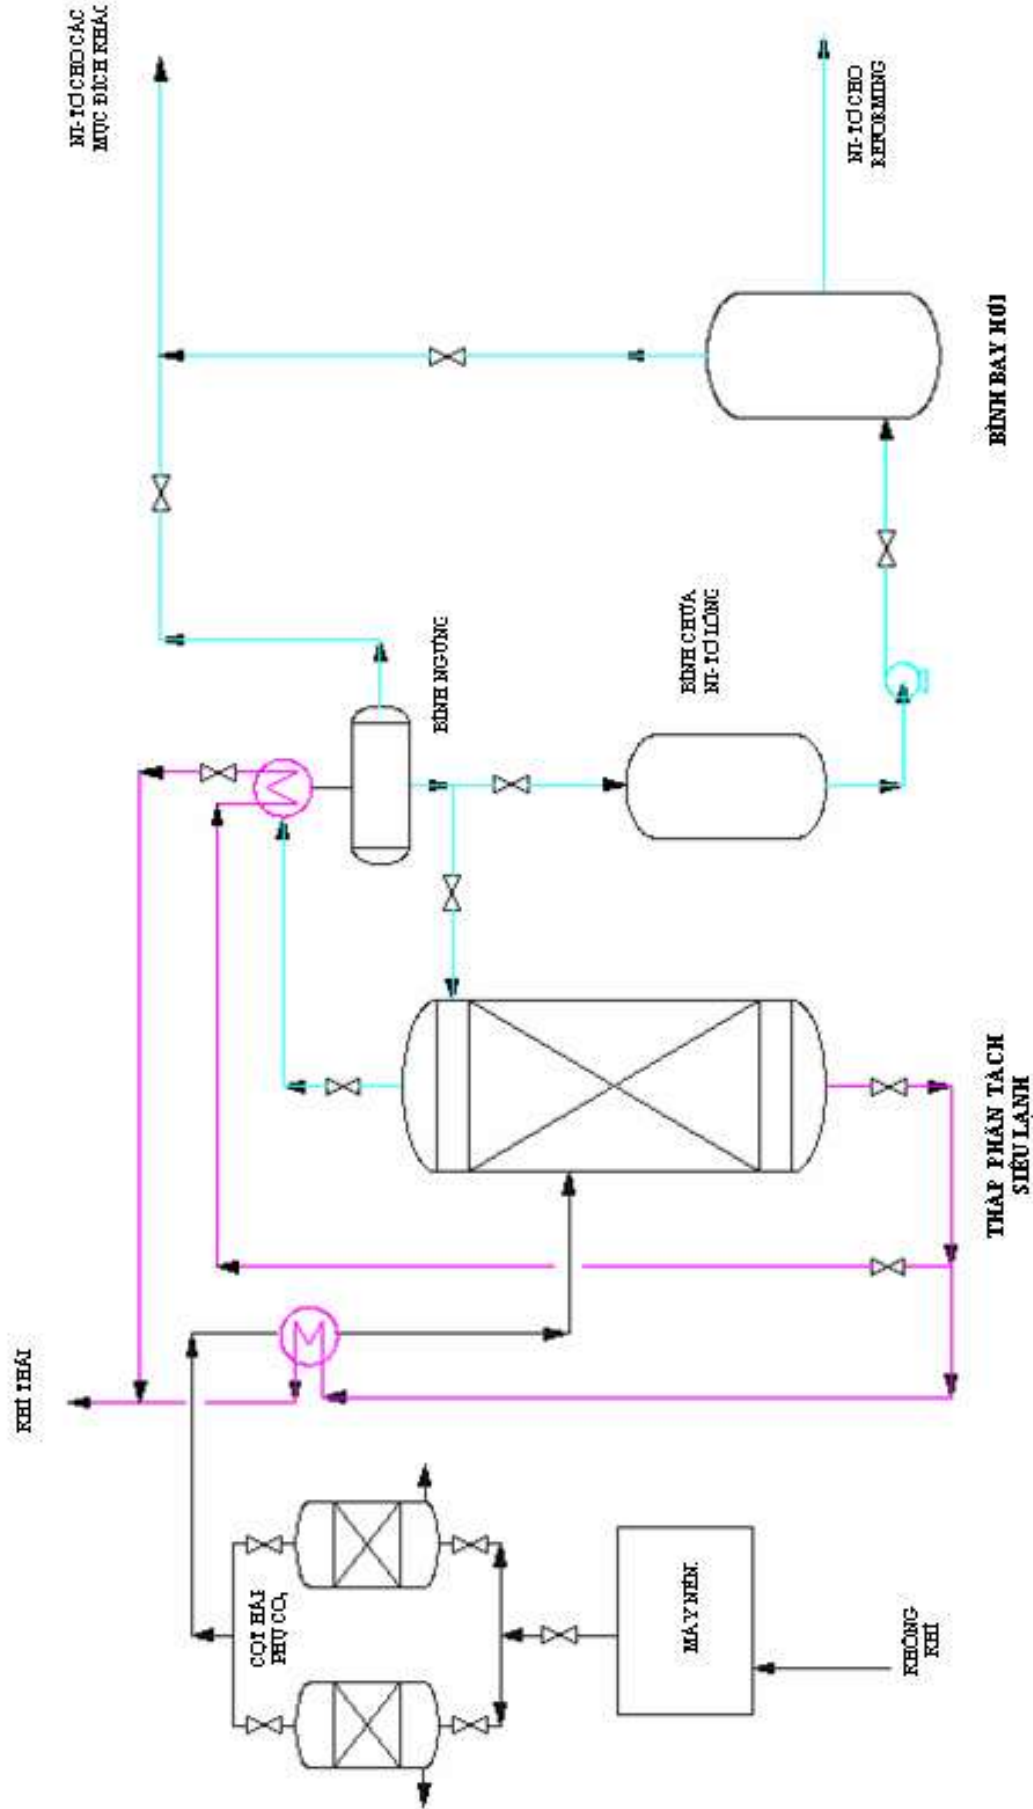 NI-TƠ CHO CÁC
MỤC ĐÍCH KHÁC
NI-TƠ CHO
REFORMING
BÌNH BAY HƠI
BÌNH NGƯNG
BÌNH CHỨA
NI-TƠ LỎNG
THÁP PHÂN TÁCH
SIÊU LẠNH
KHÍ THẢI
CỘT HẤP
PHỤ CO₂
MÁY NÉN
KHÔNG
KHÍ